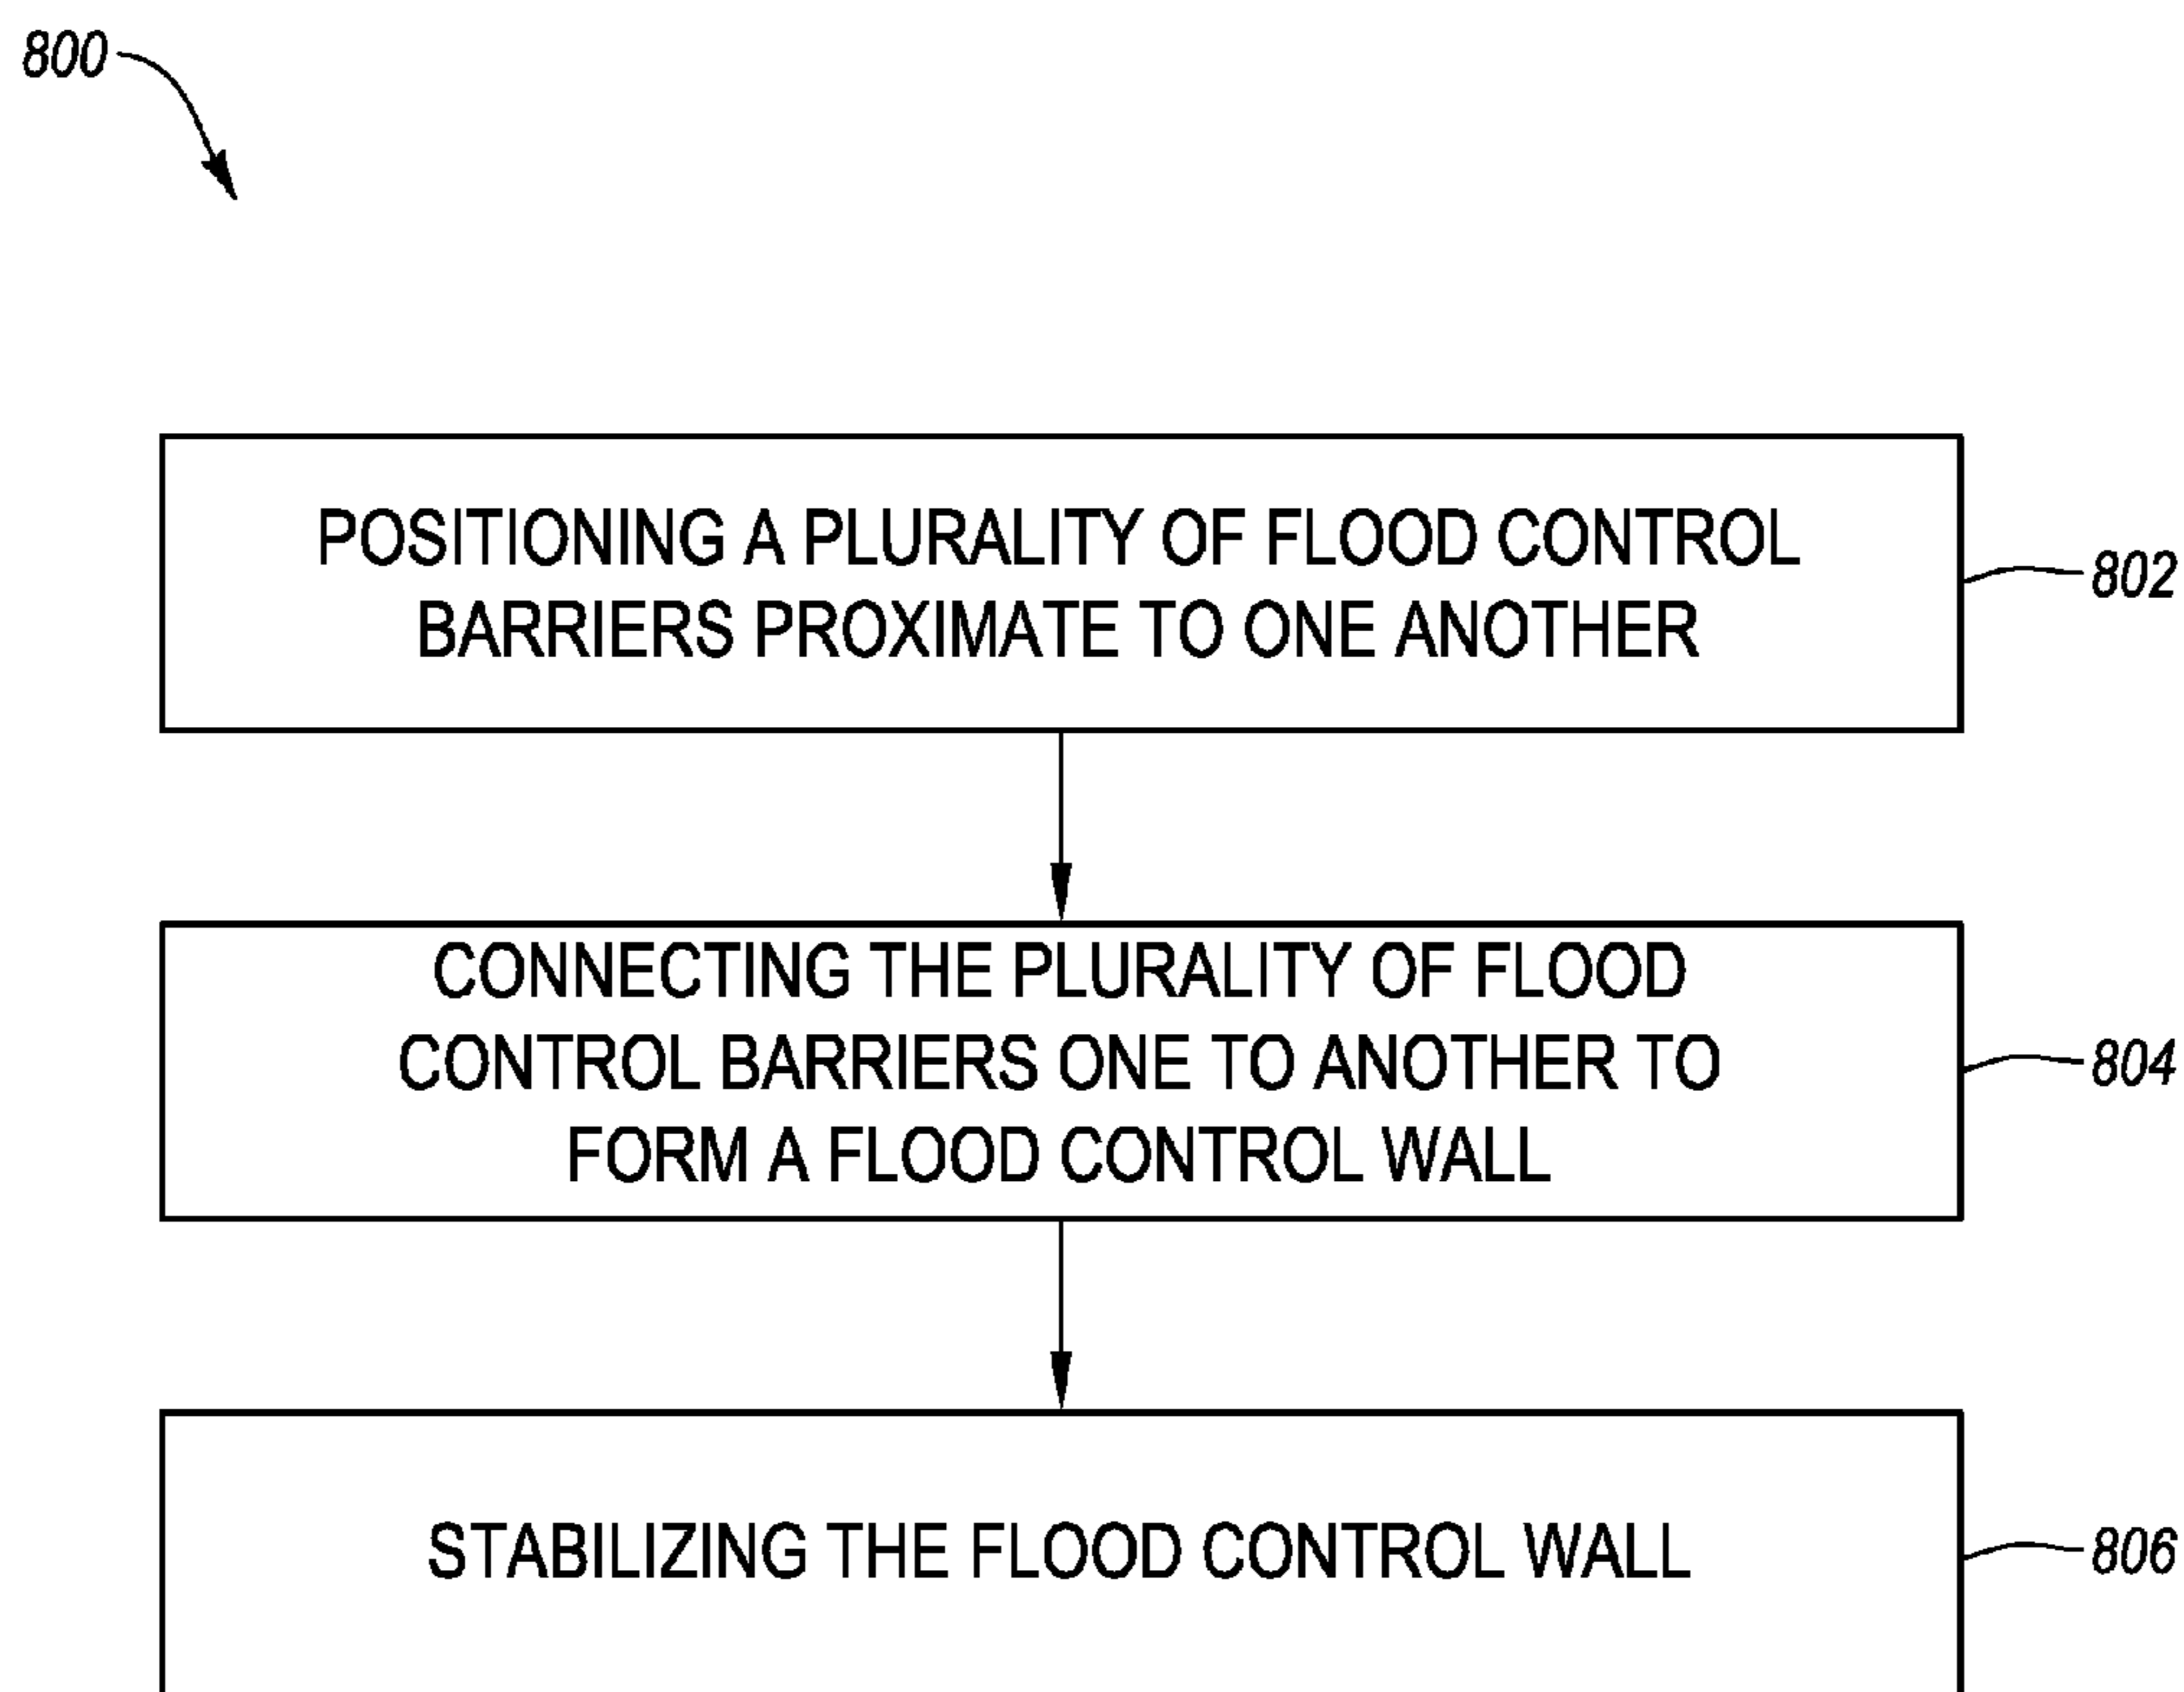 800
POSITIONING A PLURALITY OF FLOOD CONTROL
BARRIERS PROXIMATE TO ONE ANOTHER
802
CONNECTING THE PLURALITY OF FLOOD
CONTROL BARRIERS ONE TO ANOTHER TO
FORM A FLOOD CONTROL WALL
804
STABILIZING THE FLOOD CONTROL WALL
806